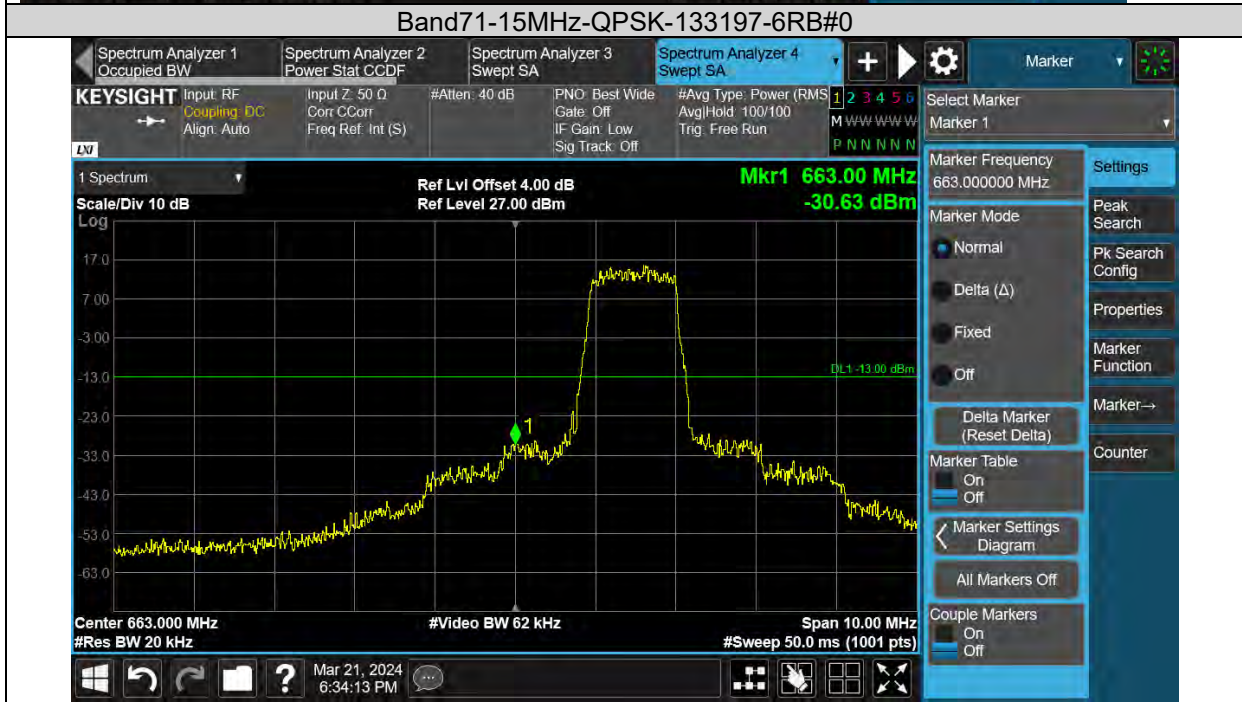 Band71-15MHz-QPSK-133197-6RB#0
Spectrum Analyzer 1
Occupied BW
Spectrum Analyzer 2
Power Stat CCDF
Spectrum Analyzer 3
Swept SA
Spectrum Analyzer 4
Swept SA
+
Marker
KEYSIGHT
LXI
Input: RF
Coupling: DC
Align: Auto
Input Z: 50 Ω
Corr CCorr
Freq Ref: Int (S)
#Atten: 40 dB
PNO: Best Wide
Gate: Off
IF Gain: Low
Sig Track: Off
#Avg Type: Power (RMS
Avg|Hold: 100/100
Trig: Free Run
1 2 3 4 5 6
M W W W W W
P N N N N N
Select Marker
Marker 1
1 Spectrum
Scale/Div 10 dB
Log
Ref Lvl Offset 4.00 dB
Ref Level 27.00 dBm
Mkr1 663.00 MHz
-30.63 dBm
17.0
7.00
-3.00
-13.0
-23.0
-33.0
-43.0
-53.0
-63.0
DL1 -13.00 dBm
1
Center 663.000 MHz
#Res BW 20 kHz
#Video BW 62 kHz
Span 10.00 MHz
#Sweep 50.0 ms (1001 pts)
Marker Frequency
663.000000 MHz
Marker Mode
Normal
Delta (Δ)
Fixed
Off
Delta Marker
(Reset Delta)
Marker Table
On
Off
Marker Settings
Diagram
All Markers Off
Couple Markers
On
Off
Settings
Peak
Search
Pk Search
Config
Properties
Marker
Function
Marker→
Counter
?
Mar 21, 2024
6:34:13 PM